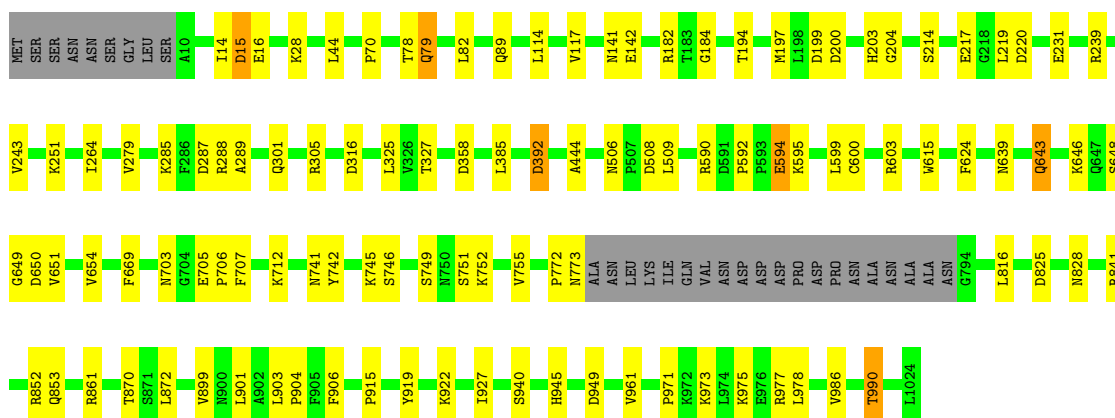 MET SER SER ASN ASN SER GLY LEU SER A10 I14 D15 E16 K28 L44 P70 T78 Q79 L82 Q89 L114 V117 N141 E142 R182 T183 G184 T194 M197 L198 D199 D200 H203 G204 S214 E217 G218 L219 D220 E231 R239
V243 K251 I264 V279 K285 F286 D287 R288 A289 Q301 R305 D316 L325 V326 T327 D358 L385 D392 A444 N506 P507 D508 L509 R590 D591 P592 P593 E594 K595 L599 C600 R603 W615 F624 N639 Q643 K646 Q647 S648
G649 D650 V651 V654 F669 N703 G704 E705 P706 F707 K712 N741 Y742 K745 S746 S749 N750 S751 K752 V755 P772 N773 ALA ASN LEU LYS ILE GLN VAL ASN ASP ASP ASP PRO ASP PRO ASN ALA ASN ALA ALA ASN G794 L816 D825 N828 R841
R852 Q853 R861 T870 S871 L872 V899 N900 L901 A902 L903 P904 F905 F906 P915 Y919 K922 I927 S940 H945 D949 V961 P971 K972 K973 L974 K975 E976 R977 L978 V986 T990 L1024